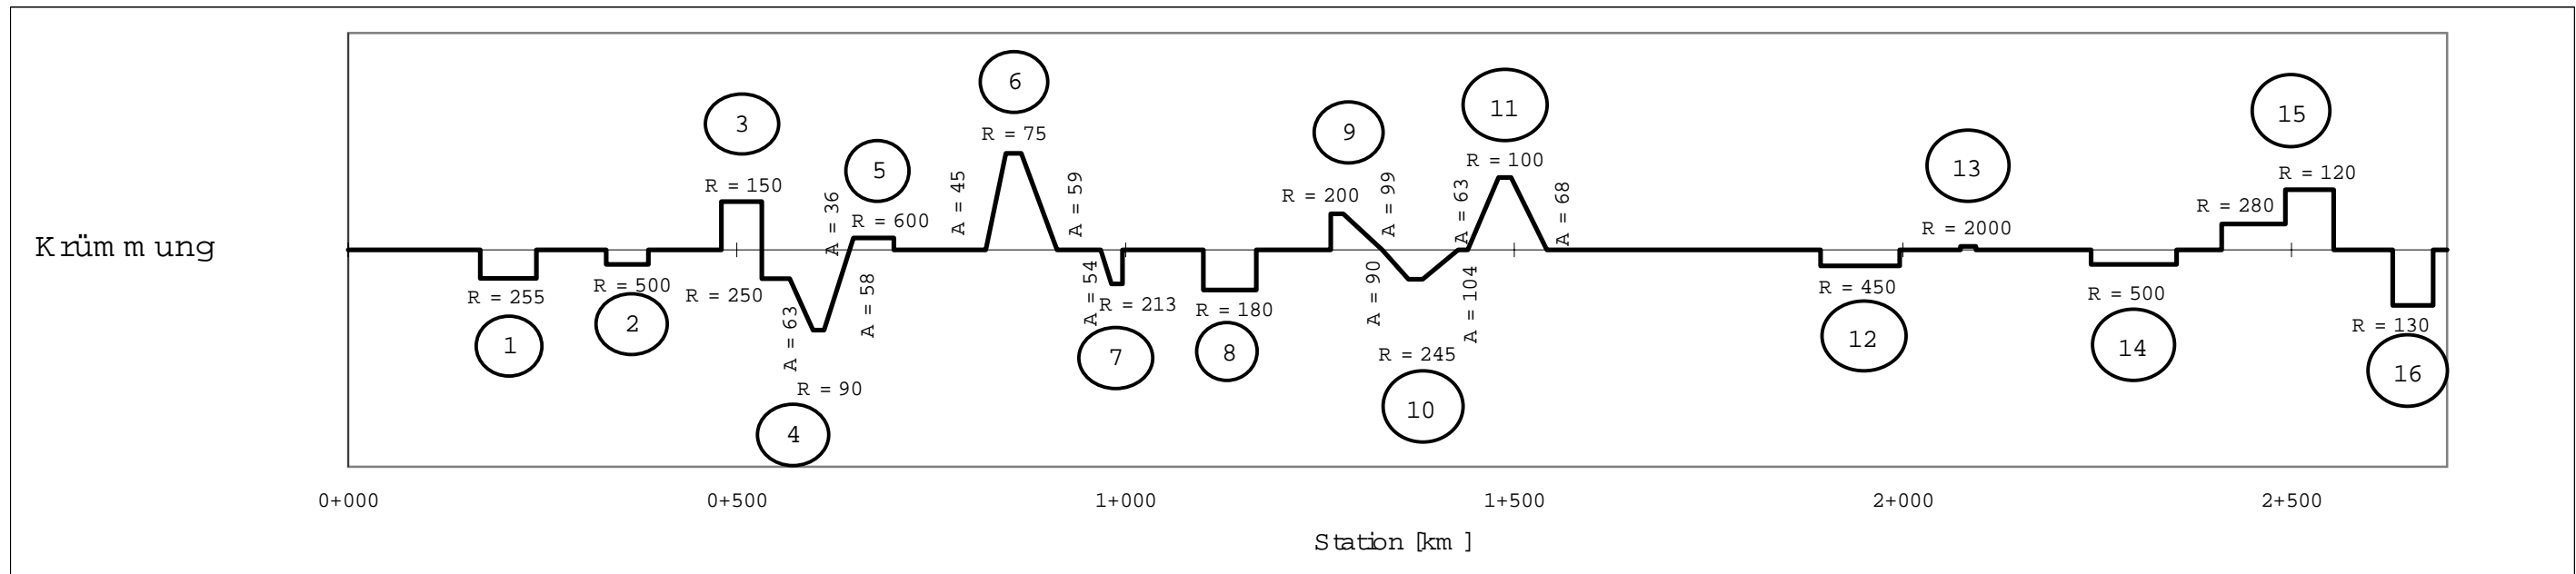 Krümmung
1
R = 255
2
R = 500
3
R = 150
R = 250
4
R = 90
A = 63
A = 36
A = 58
5
R = 600
6
R = 75
A = 45
A = 59
7
R = 213
A = 54
8
R = 180
9
R = 200
A = 99
A = 90
10
R = 245
A = 104
A = 63
11
R = 100
A = 68
12
R = 450
13
R = 2000
14
R = 500
R = 280
15
R = 120
16
R = 130
0+000
0+500
1+000
1+500
2+000
2+500
Station [km]